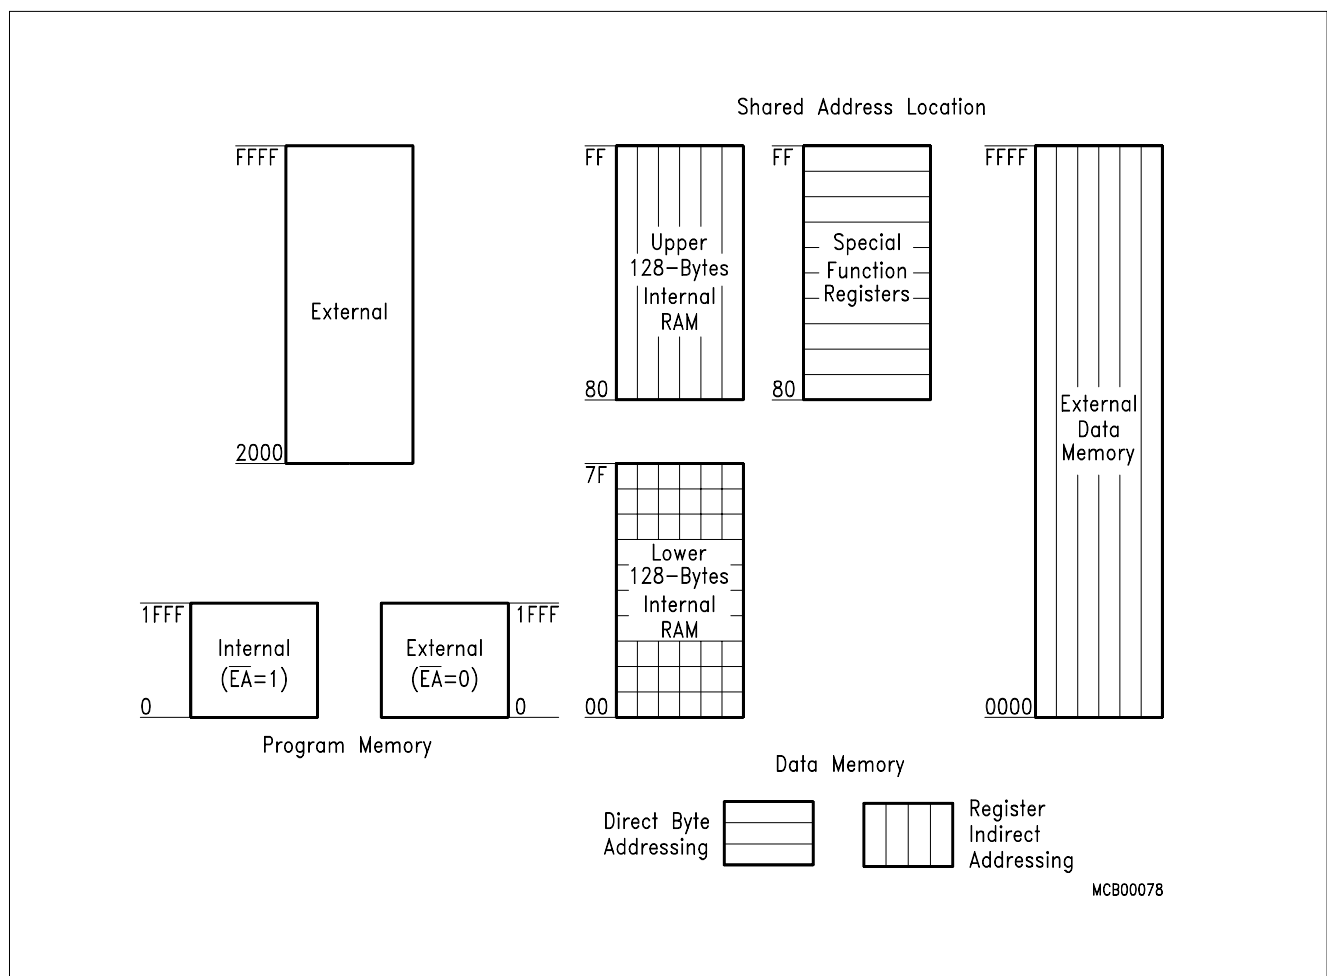 Shared Address Location
FFFF
External
2000
1FFF
Internal
(E̅A̅=1)
0
External
(E̅A̅=0)
1FFF
0
Program Memory
FF
Upper
128-Bytes
Internal
RAM
80
FF
Special
Function
Registers
80
7F
Lower
128-Bytes
Internal
RAM
00
FFFF
External
Data
Memory
0000
Data Memory
Direct Byte
Addressing
Register
Indirect
Addressing
MCB00078